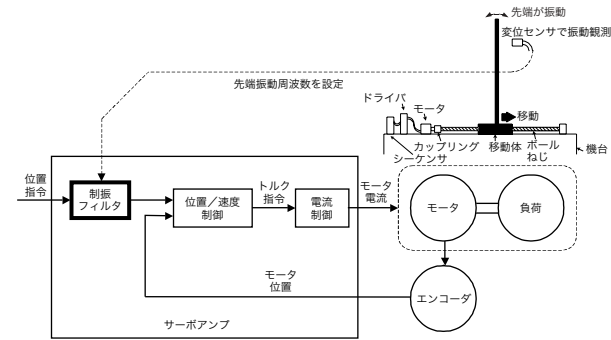 先端が振動
変位センサで振動観測
先端振動周波数を設定
ドライバ
モータ
移動
カップリング
移動体
ボール
ねじ
シーケンサ
機台
位置
指令
制振
フィルタ
位置／速度
制御
トルク
指令
電流
制御
モータ
電流
モータ
負荷
モータ
位置
エンコーダ
サーボアンプ